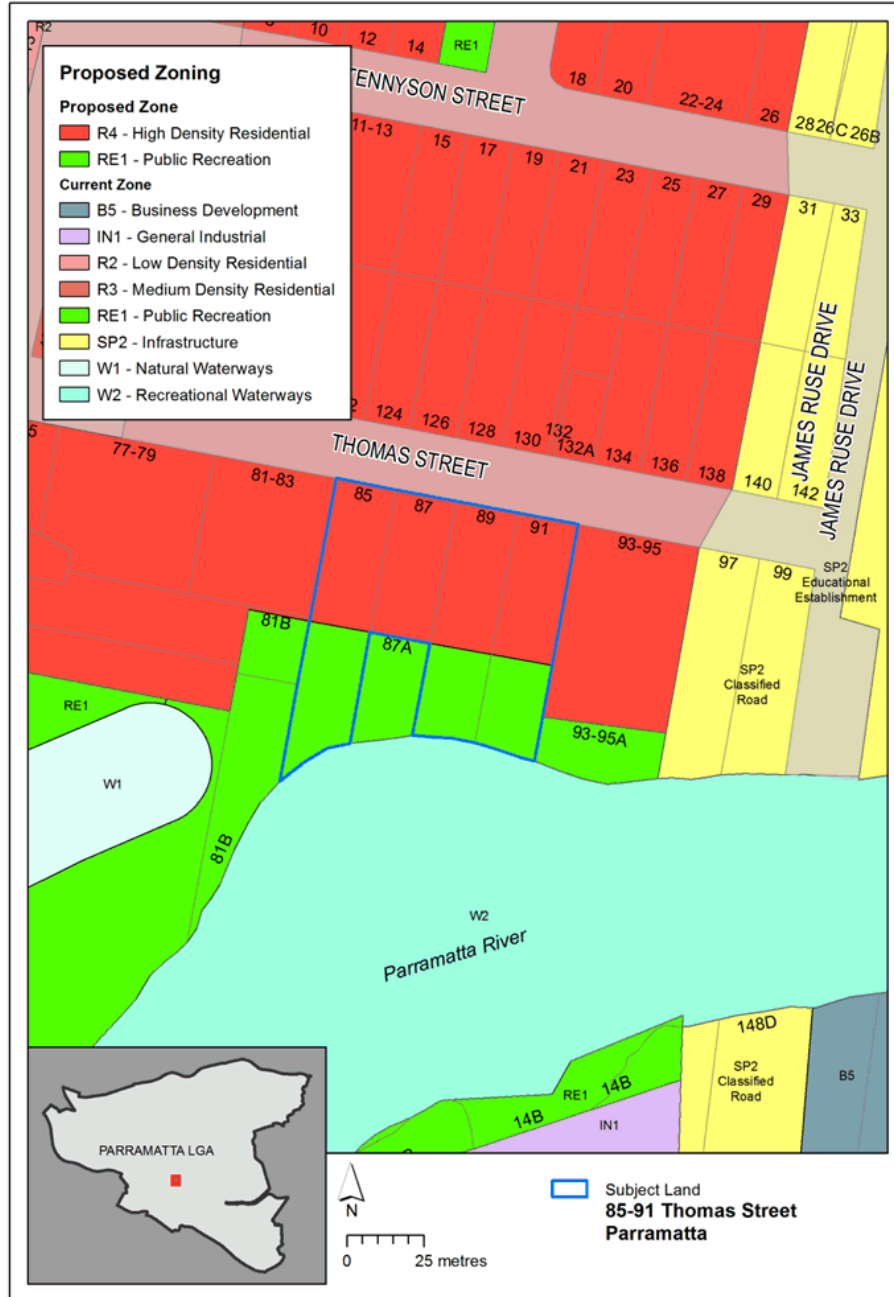 R2
10
12
14
RE1
18
20
22-24
26
28
26C
26B
TENNYSON STREET
Proposed Zoning
Proposed Zone
R4 - High Density Residential
RE1 - Public Recreation
Current Zone
B5 - Business Development
IN1 - General Industrial
R2 - Low Density Residential
R3 - Medium Density Residential
RE1 - Public Recreation
SP2 - Infrastructure
W1 - Natural Waterways
W2 - Recreational Waterways
11-13
15
17
19
21
23
25
27
29
31
33
JAMES RUSE DRIVE
JAMES RUSE DRIVE
124
126
128
130
132
132A
134
136
138
140
142
THOMAS STREET
77-79
81-83
85
87
89
91
93-95
97
99
SP2
Educational
Establishment
81B
87A
SP2
Classified
Road
RE1
93-95A
W1
81B
W2
Parramatta River
148D
SP2
Classified
Road
B5
14B
RE1
14B
IN1
PARRAMATTA LGA
N
0 25 metres
Subject Land
85-91 Thomas Street
Parramatta